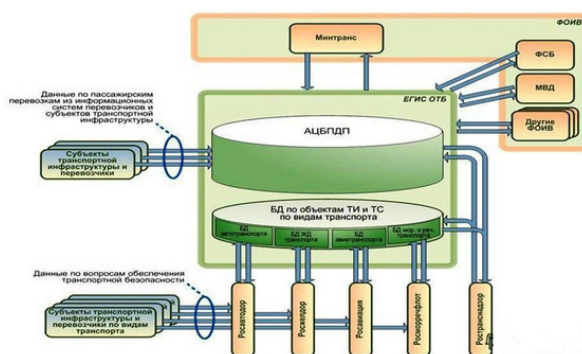 ФОИВ
Минтранс
ФСБ
МВД
Другие
ФОИВ
ЕГИС ОТБ
Данные по пассажирским
перевозкам из информационных
систем перевозчиков и
субъектов транспортной
инфраструктуры
АЦБПДП
Субъекты
транспортной
инфраструктуры и
перевозчики
БД по объектам ТИ и ТС
по видам транспорта
БД
автотранспорта
БД ЖД
транспорта
БД
авиатранспорта
БД мор. и реч.
транспорта
Данные по вопросам обеспечения
транспортной безопасности
Субъекты транспортной
инфраструктуры и
перевозчики по видам
транспорта
Росавтодор
Росжелдор
Росавиация
Росморречфлот
Ространснадзор